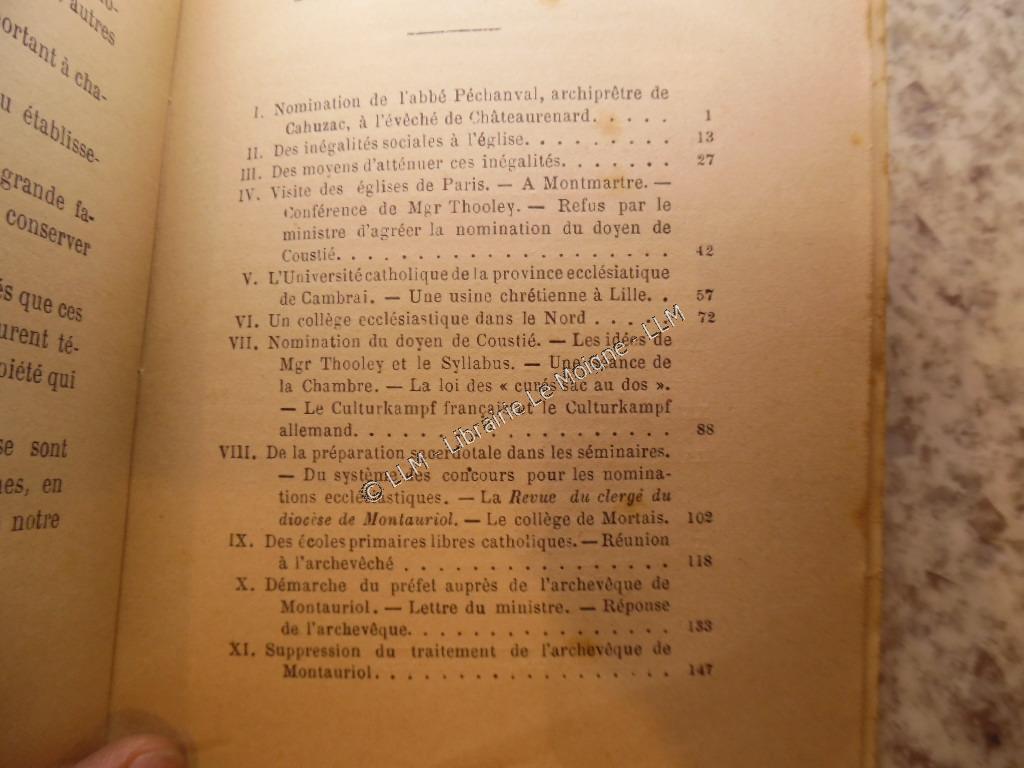 autres
portant à cha-
u établisse-
grande fa-
conserver
és que ces
urent té-
piété qui
se sont
nes, en
notre
I. Nomination de l'abbé Péchanval, archiprêtre de
Cahuzac, à l'évêché de Châteaurenard. . . . . . 1
II. Des inégalités sociales à l'église. . . . . . . . . 13
III. Des moyens d'atténuer ces inégalités. . . . . . . 27
IV. Visite des églises de Paris. — A Montmartre. —
Conférence de Mgr Thooley. — Refus par le
ministre d'agréer la nomination du doyen de
Coustié. . . . . . . . . . . . . . . . . . 42
V. L'Université catholique de la province ecclésiatique
de Cambrai. — Une usine chrétienne à Lille. . 57
VI. Un collège ecclésiastique dans le Nord . . . . . 72
VII. Nomination du doyen de Coustié. — Les idées de
Mgr Thooley et le Syllabus. — Une séance de
la Chambre. — La loi des « curés sac au dos ».
— Le Culturkampf français et le Culturkampf
allemand. . . . . . . . . . . . . . . . . . 88
VIII. De la préparation sacerdotale dans les séminaires.
— Du système des concours pour les nomina-
tions ecclésiastiques. — La Revue du clergé du
diocèse de Montauriol. — Le collège de Mortais. 102
IX. Des écoles primaires libres catholiques. — Réunion
à l'archevêché . . . . . . . . . . . . . . . 118
X. Démarche du préfet auprès de l'archevêque de
Montauriol. — Lettre du ministre. — Réponse
de l'archevêque. . . . . . . . . . . . . . . 133
XI. Suppression du traitement de l'archevêque de
Montauriol. . . . . . . . . . . . . . . . . 147
© LLM - Librairie Le Moigne - LLM